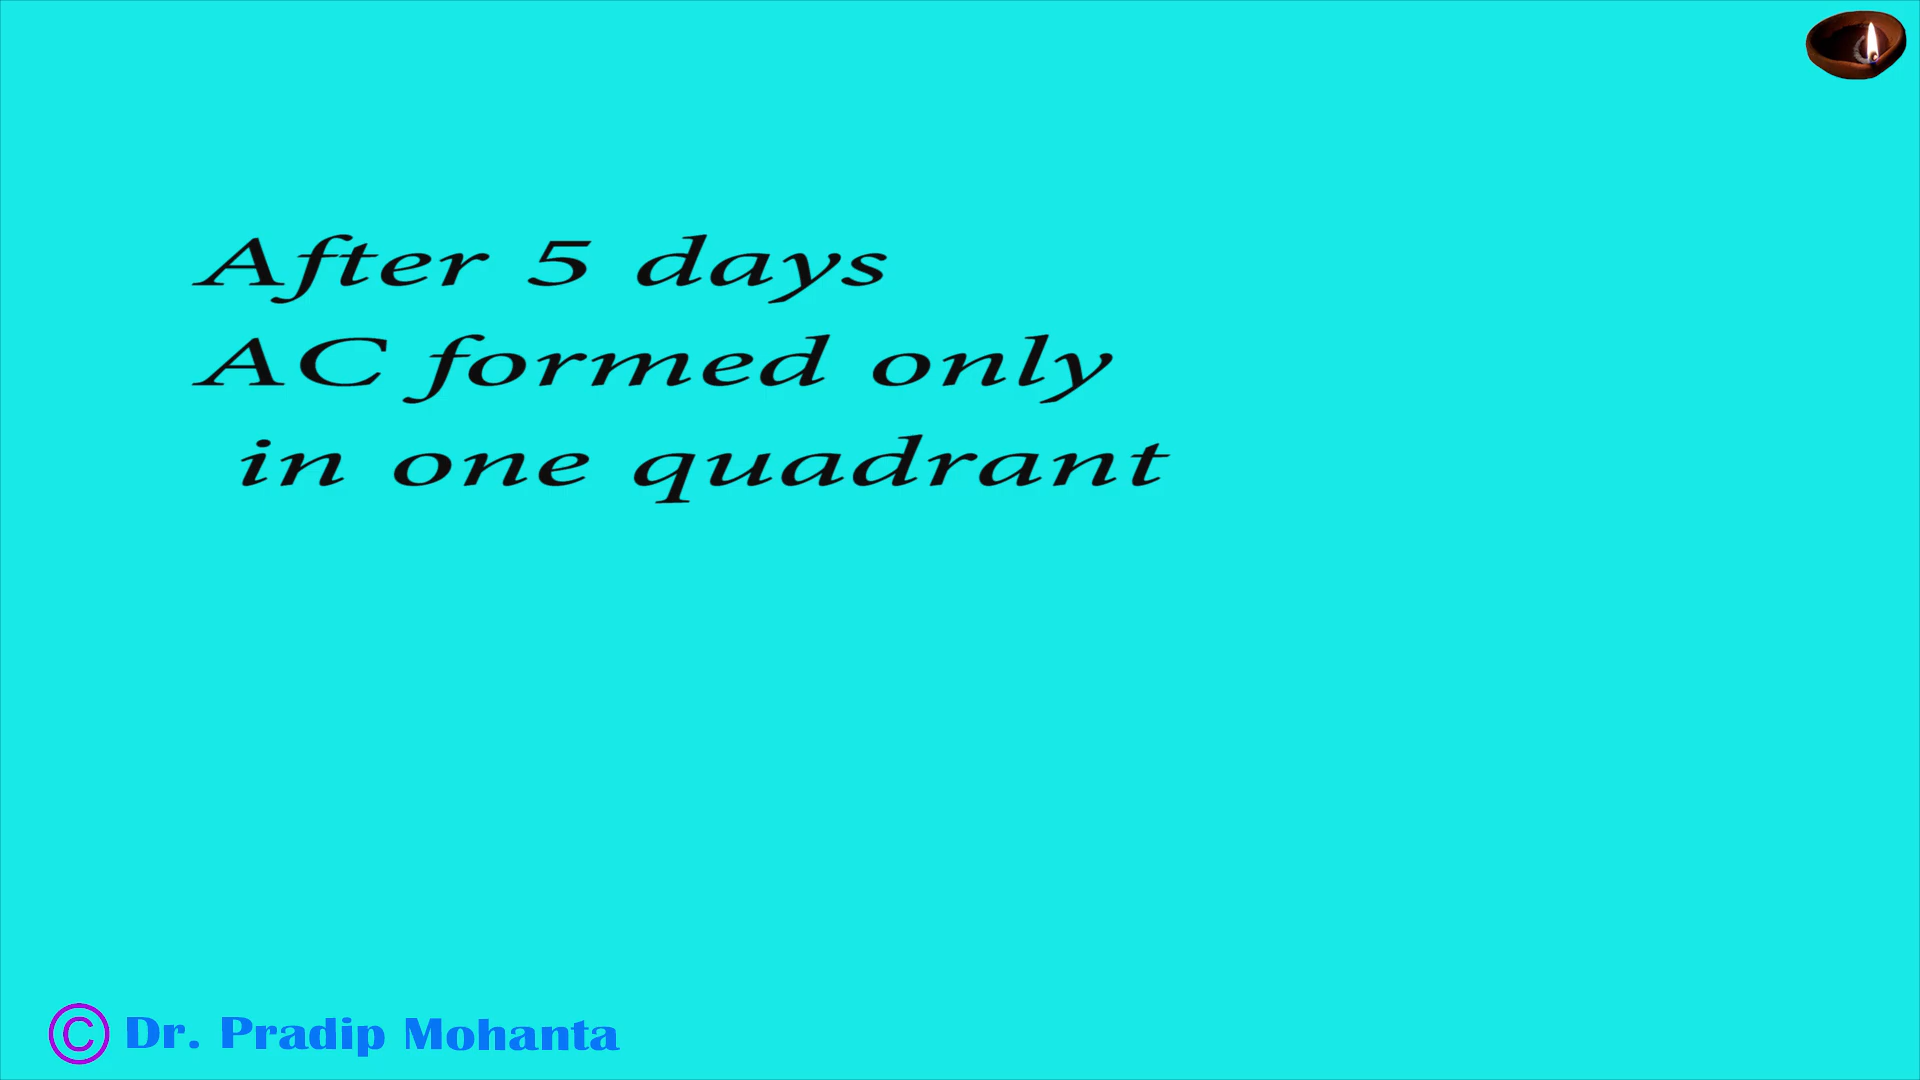 After 5 days
AC formed only
in one quadrant
© Dr. Pradip Mohanta